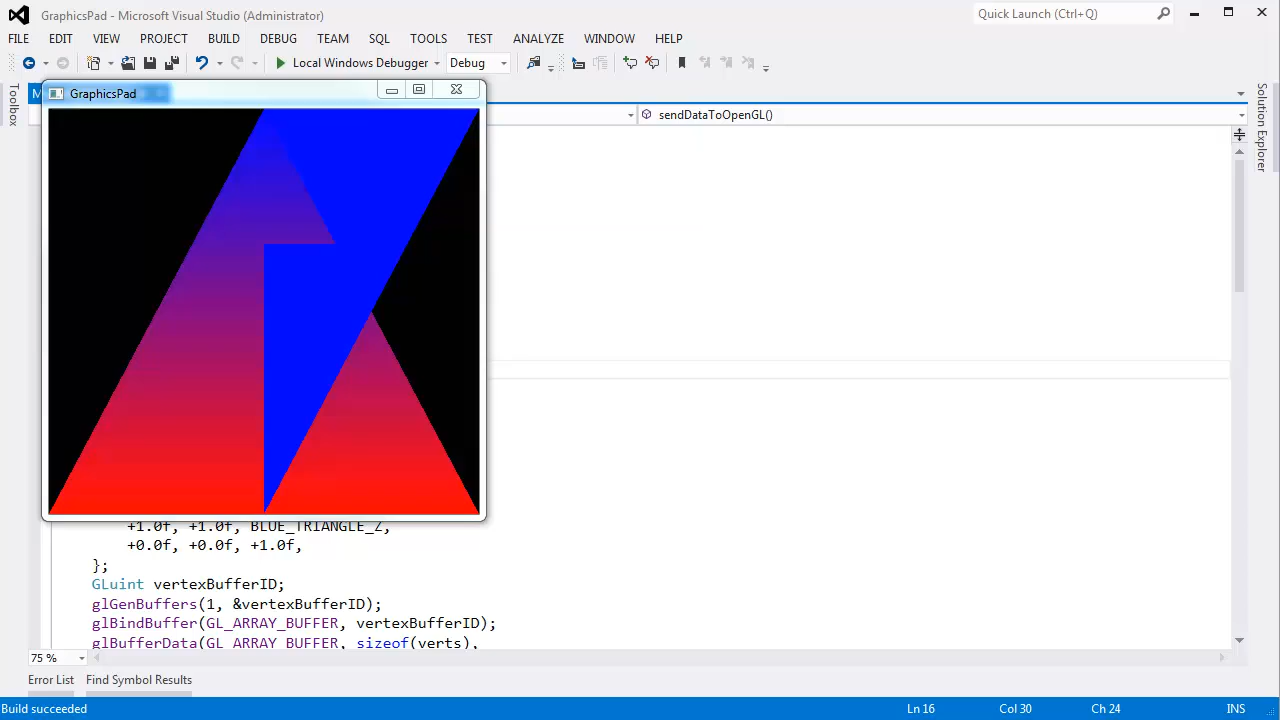 GraphicsPad - Microsoft Visual Studio (Administrator)
Quick Launch (Ctrl+Q)
FILE EDIT VIEW PROJECT BUILD DEBUG TEAM SQL TOOLS TEST ANALYZE WINDOW HELP
Local Windows Debugger Debug
Toolbox
M
GraphicsPad
sendDataToOpenGL()
Solution Explorer
+1.0f, +1.0f, BLUE_TRIANGLE_Z,
+0.0f, +0.0f, +1.0f,
};
GLuint vertexBufferID;
glGenBuffers(1, &vertexBufferID);
glBindBuffer(GL_ARRAY_BUFFER, vertexBufferID);
glBufferData(GL_ARRAY_BUFFER, sizeof(verts),
75 %
Error List Find Symbol Results
Build succeeded Ln 16 Col 30 Ch 24 INS